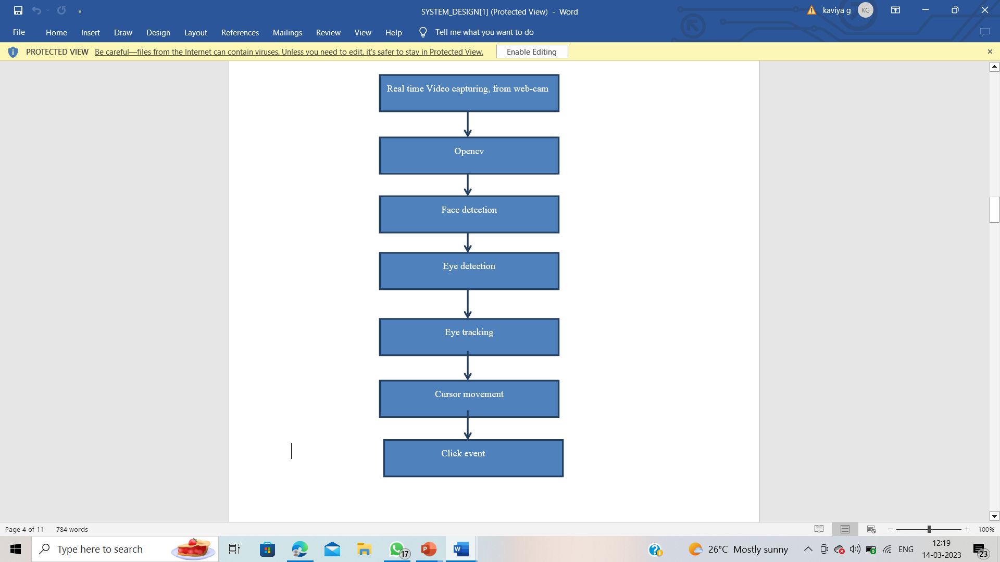 SYSTEM_DESIGN[1] (Protected View) - Word
kaviya g
KG
File Home Insert Draw Design Layout References Mailings Review View Help Tell me what you want to do
PROTECTED VIEW Be careful—files from the Internet can contain viruses. Unless you need to edit, it's safer to stay in Protected View. Enable Editing
Real time Video capturing, from web-cam
Opencv
Face detection
Eye detection
Eye tracking
Cursor movement
Click event
Page 4 of 11 784 words
100%
Type here to search
17
P
W
26°C Mostly sunny
ENG
12:19
14-03-2023
23